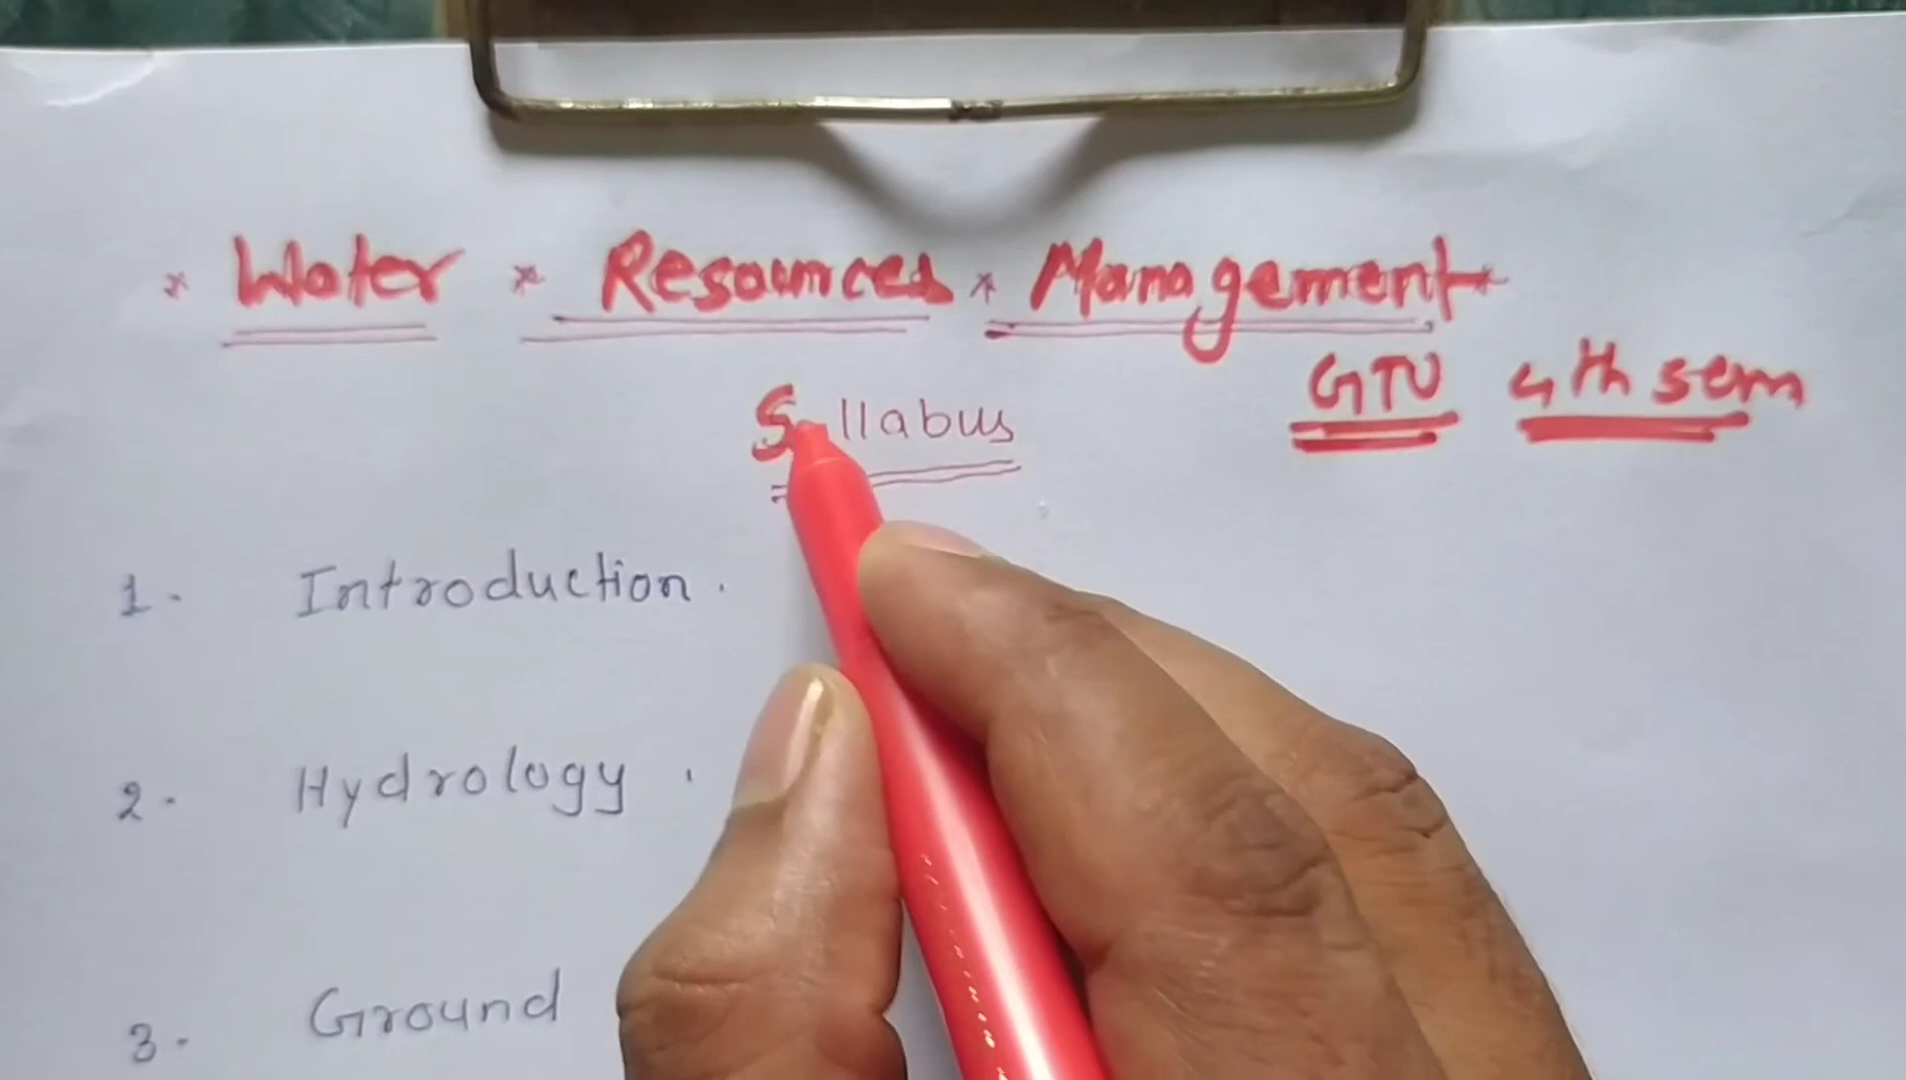 * Water * Resources * Management *
GTU 4th sem
Syllabus
1. Introduction.
2. Hydrology.
3. Ground